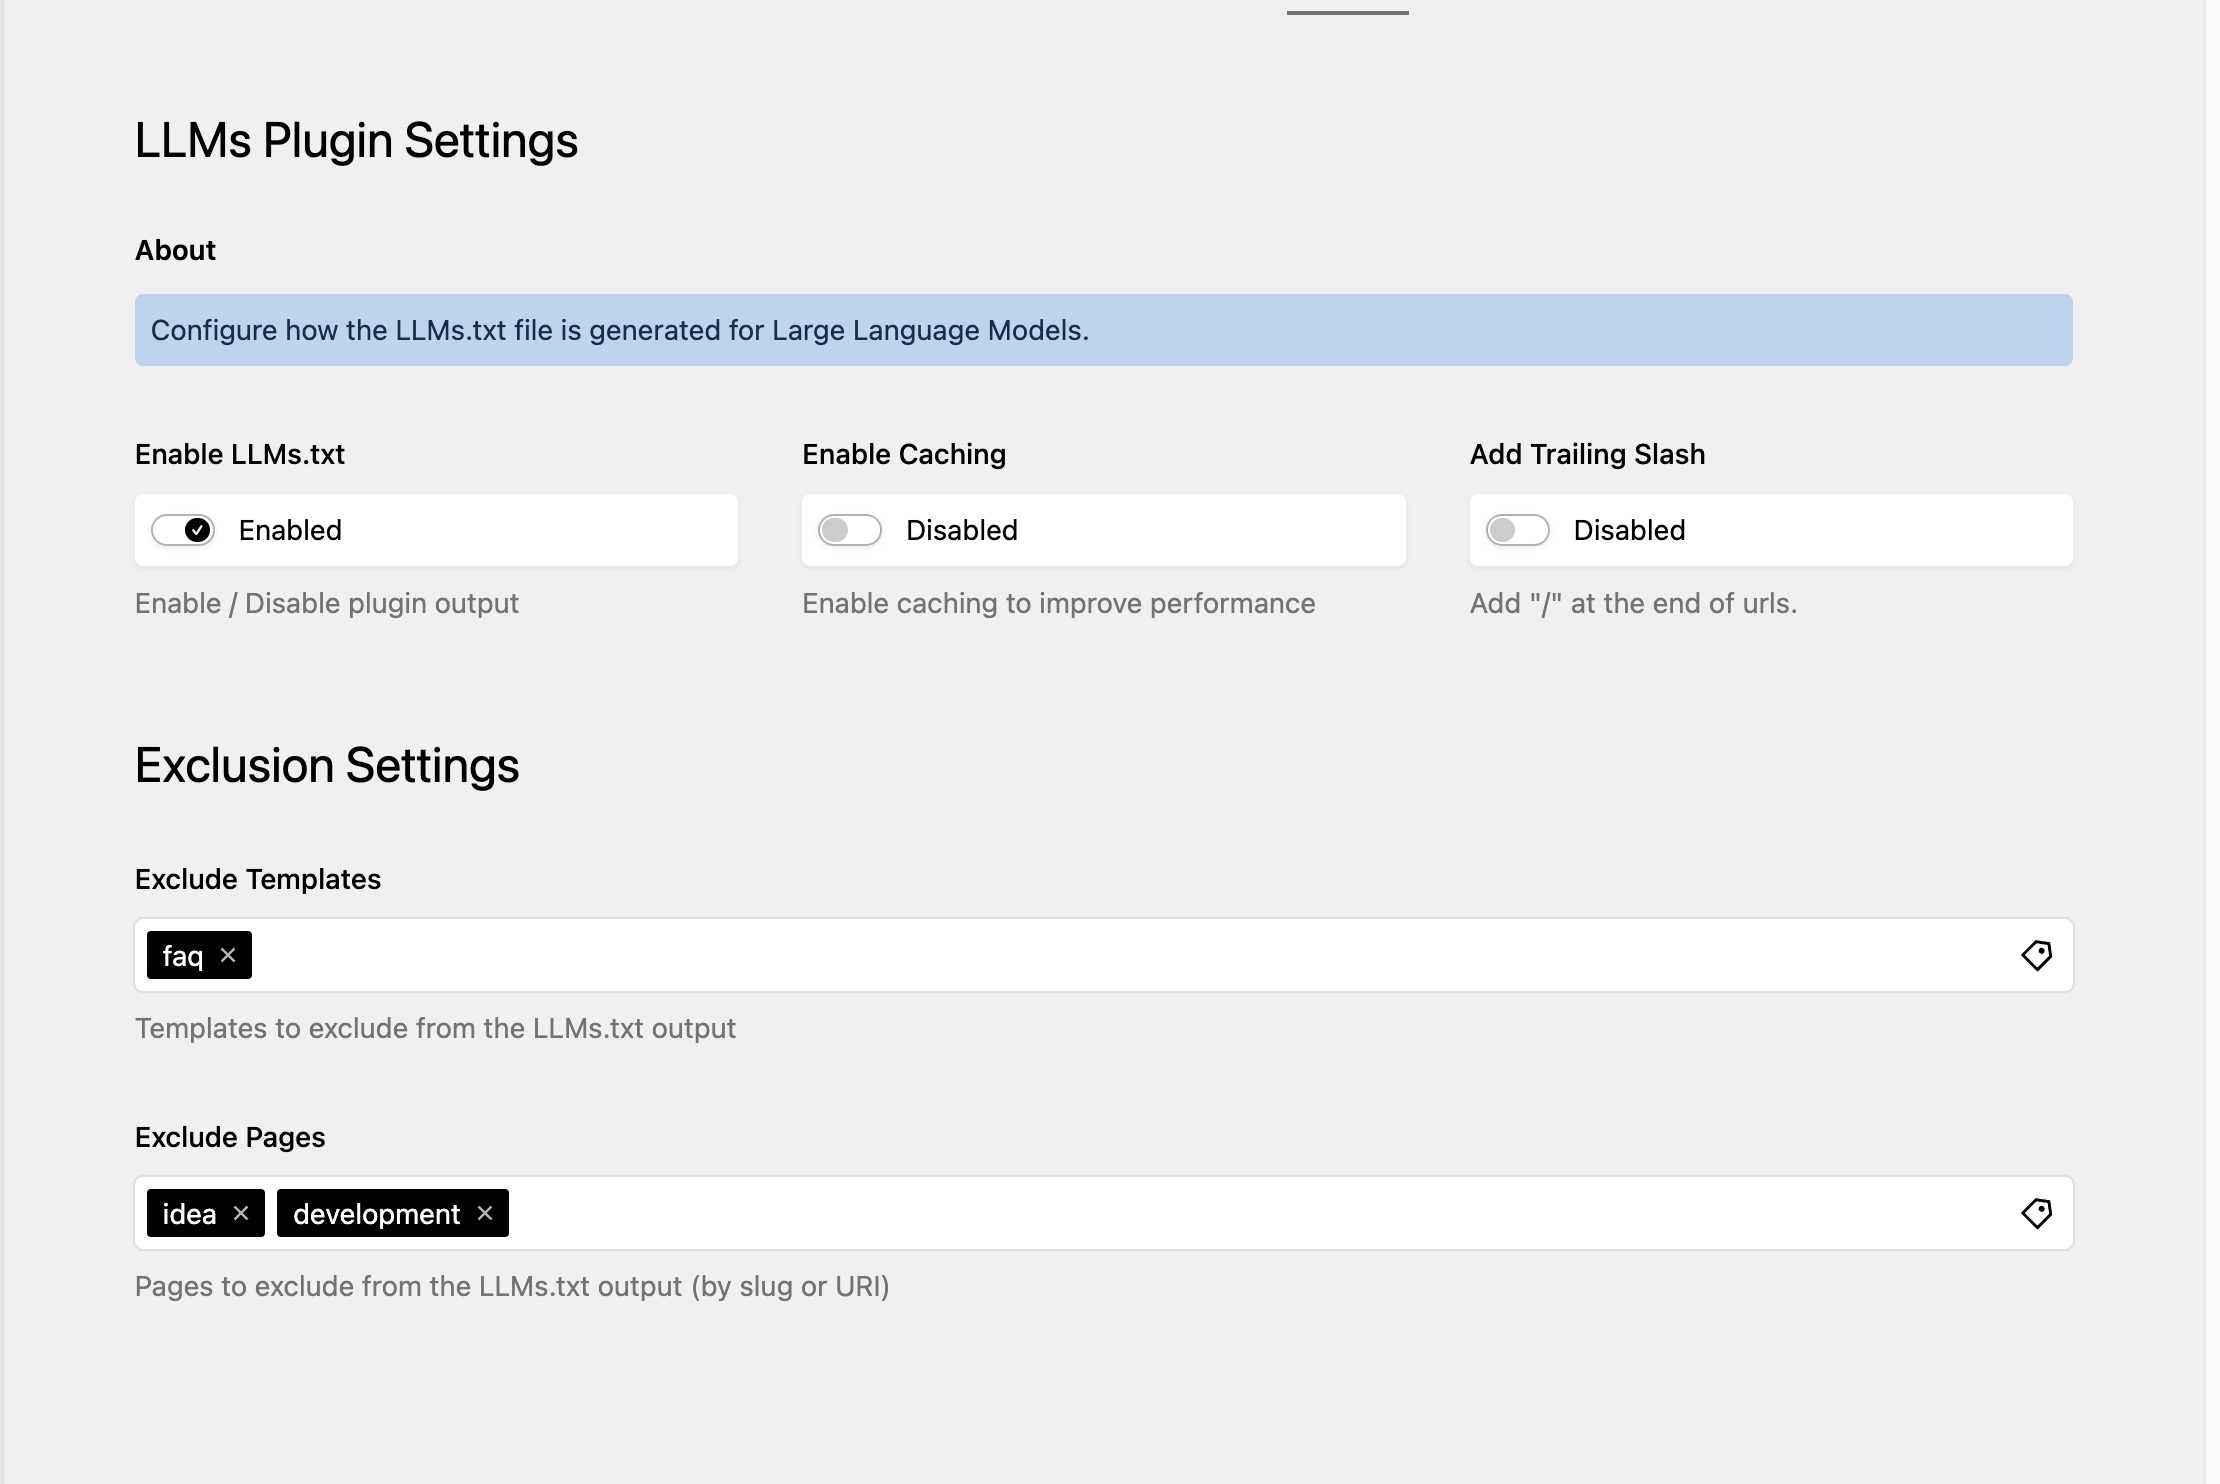 LLMs Plugin Settings
About
Configure how the LLMs.txt file is generated for Large Language Models.
Enable LLMs.txt
Enabled
Enable / Disable plugin output
Enable Caching
Disabled
Enable caching to improve performance
Add Trailing Slash
Disabled
Add "/" at the end of urls.
Exclusion Settings
Exclude Templates
faq
Templates to exclude from the LLMs.txt output
Exclude Pages
idea development
Pages to exclude from the LLMs.txt output (by slug or URI)